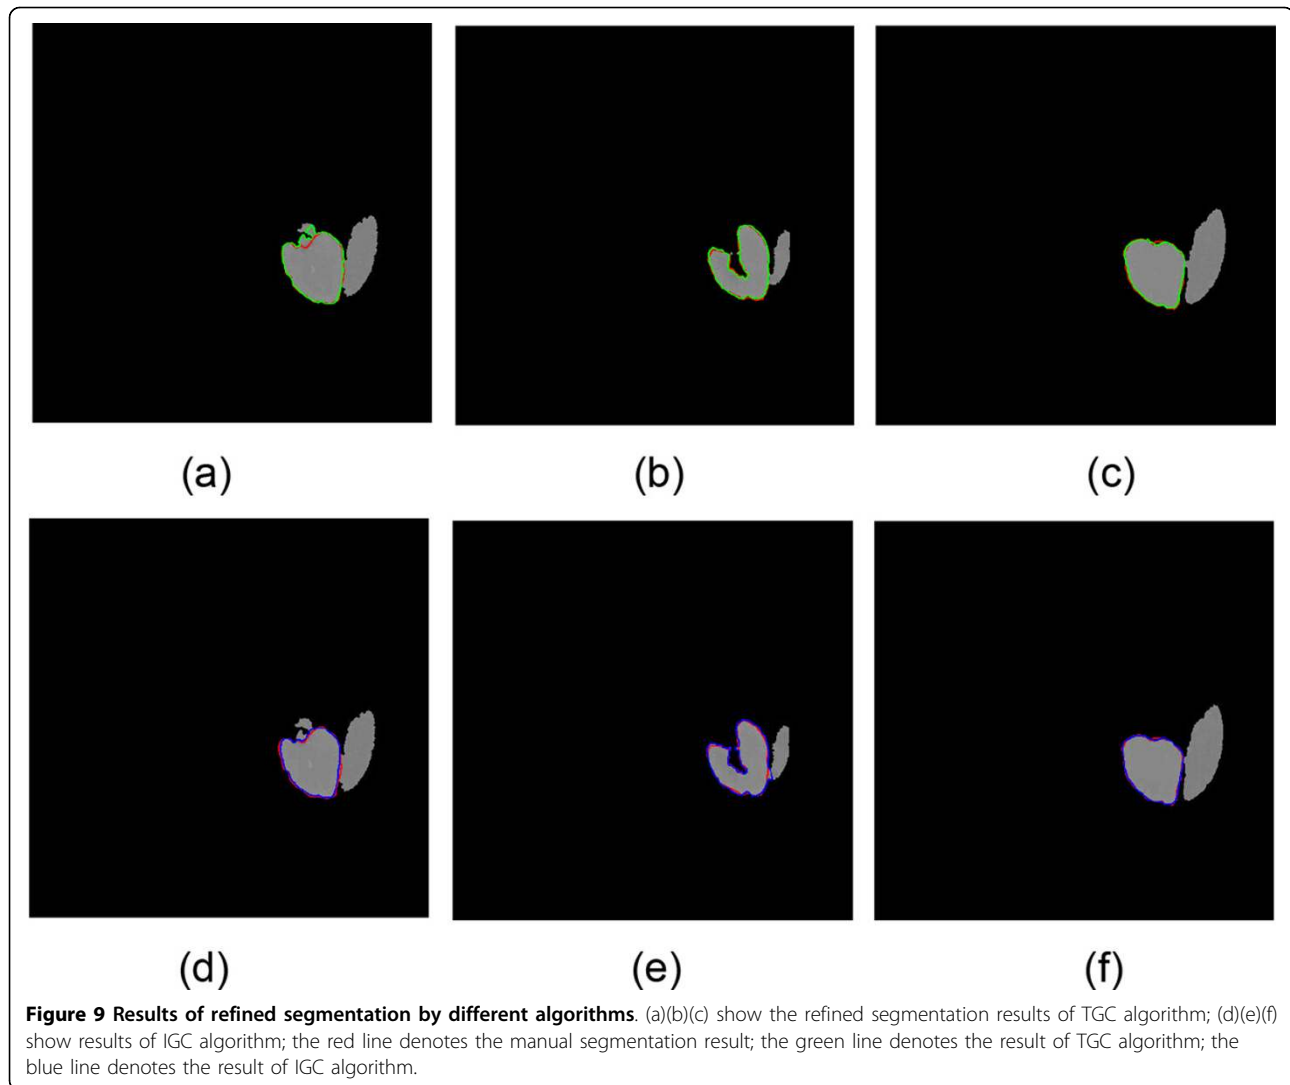 (a)
(b)
(c)
(d)
(e)
(f)
Figure 9 Results of refined segmentation by different algorithms. (a)(b)(c) show the refined segmentation results of TGC algorithm; (d)(e)(f)
show results of IGC algorithm; the red line denotes the manual segmentation result; the green line denotes the result of TGC algorithm; the
blue line denotes the result of IGC algorithm.